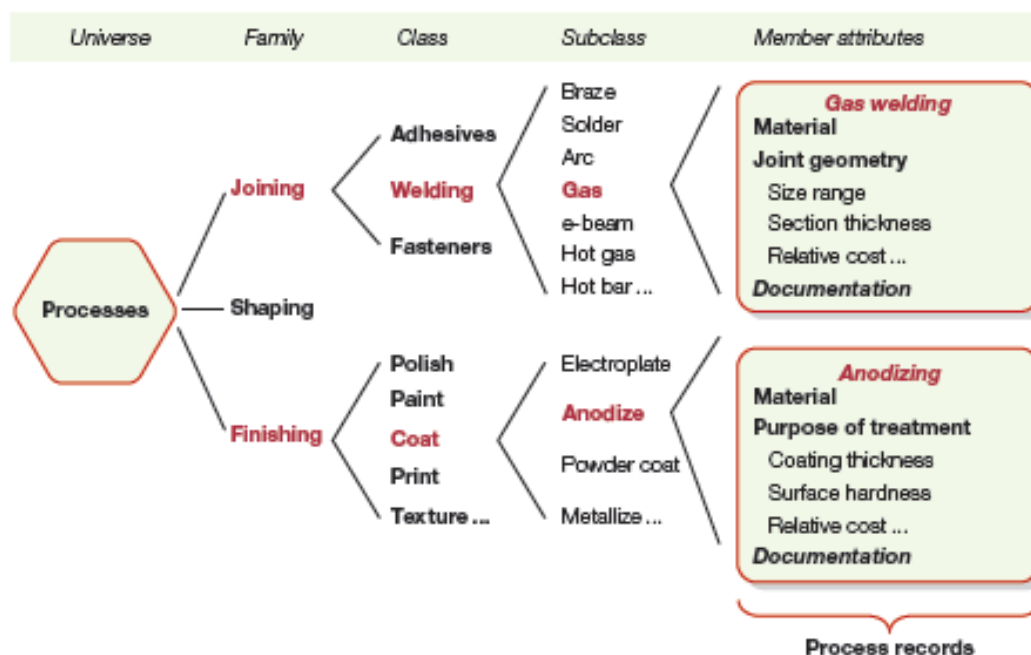 Universe Family Class Subclass Member attributes
Processes
Joining
Shaping
Finishing
Adhesives
Welding
Fasteners
Polish
Paint
Coat
Print
Texture ...
Braze
Solder
Arc
Gas
e-beam
Hot gas
Hot bar ...
Electroplate
Anodize
Powder coat
Metallize ...
Gas welding
Material
Joint geometry
Size range
Section thickness
Relative cost ...
Documentation
Anodizing
Material
Purpose of treatment
Coating thickness
Surface hardness
Relative cost ...
Documentation
Process records